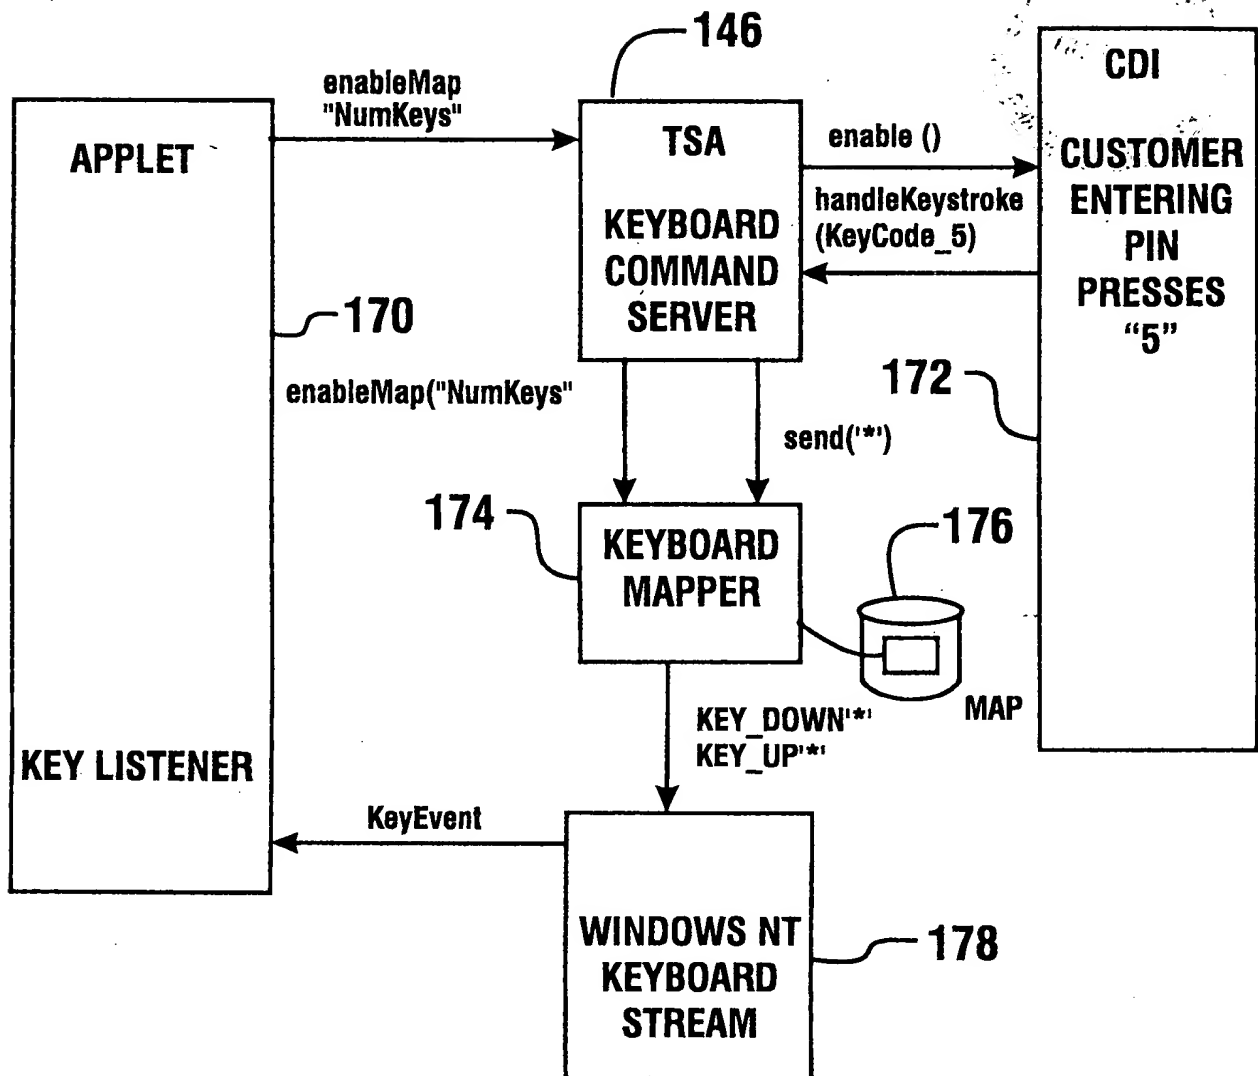 146
enableMap
"NumKeys"
APPLET
TSA
KEYBOARD
COMMAND
SERVER
enable ()
handleKeystroke
(KeyCode_5)
CDI
CUSTOMER
ENTERING
PIN
PRESSES
“5”
170
172
enableMap("NumKeys"
send('*')
174
KEYBOARD
MAPPER
176
MAP
KEY_DOWN'*'
KEY_UP'*'
KEY LISTENER
KeyEvent
WINDOWS NT
KEYBOARD
STREAM
178